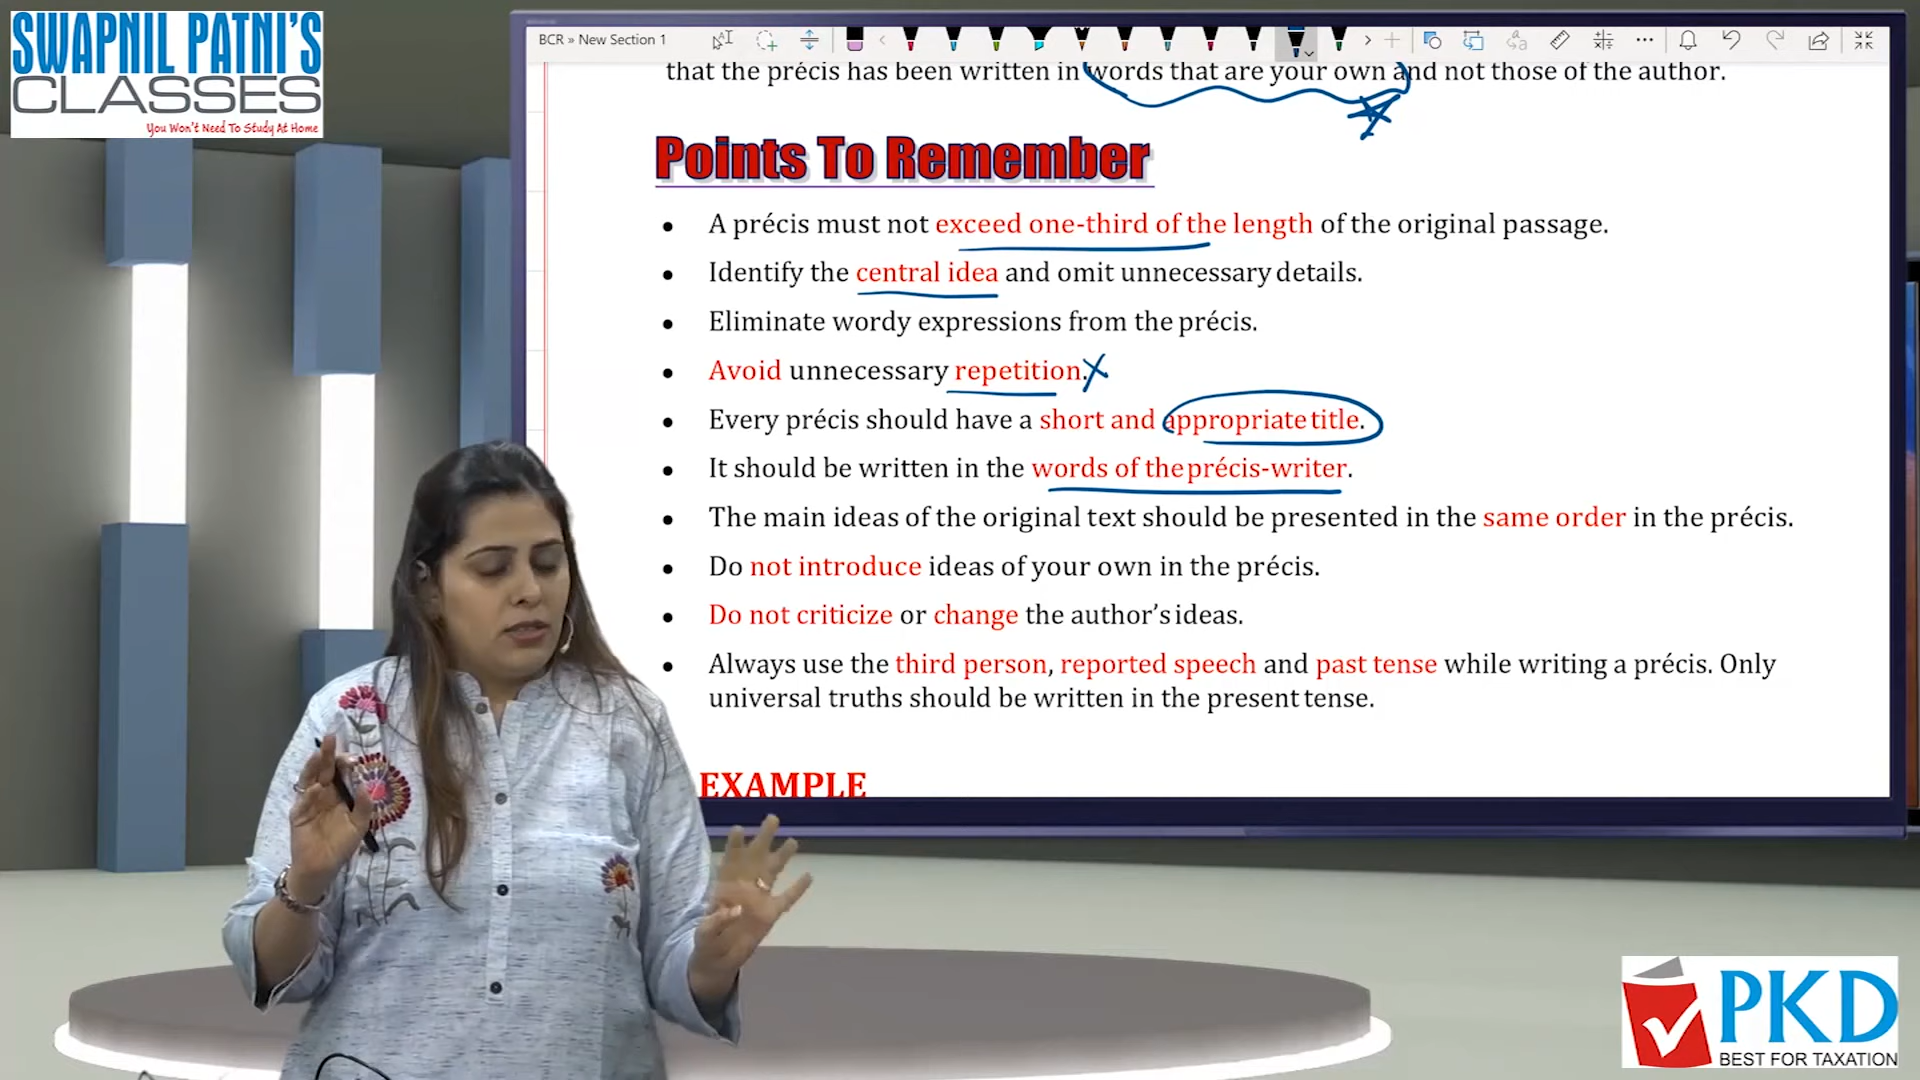 SWAPNIL PATNI'S
CLASSES
You Won't Need To Study At Home
BCR » New Section 1
that the précis has been written in words that are your own and not those of the author.
Points To Remember
• A précis must not exceed one-third of the length of the original passage.
• Identify the central idea and omit unnecessary details.
• Eliminate wordy expressions from the précis.
• Avoid unnecessary repetition.
• Every précis should have a short and appropriate title.
• It should be written in the words of the précis-writer.
• The main ideas of the original text should be presented in the same order in the précis.
• Do not introduce ideas of your own in the précis.
• Do not criticize or change the author's ideas.
• Always use the third person, reported speech and past tense while writing a précis. Only
universal truths should be written in the present tense.
EXAMPLE
PKD
BEST FOR TAXATION